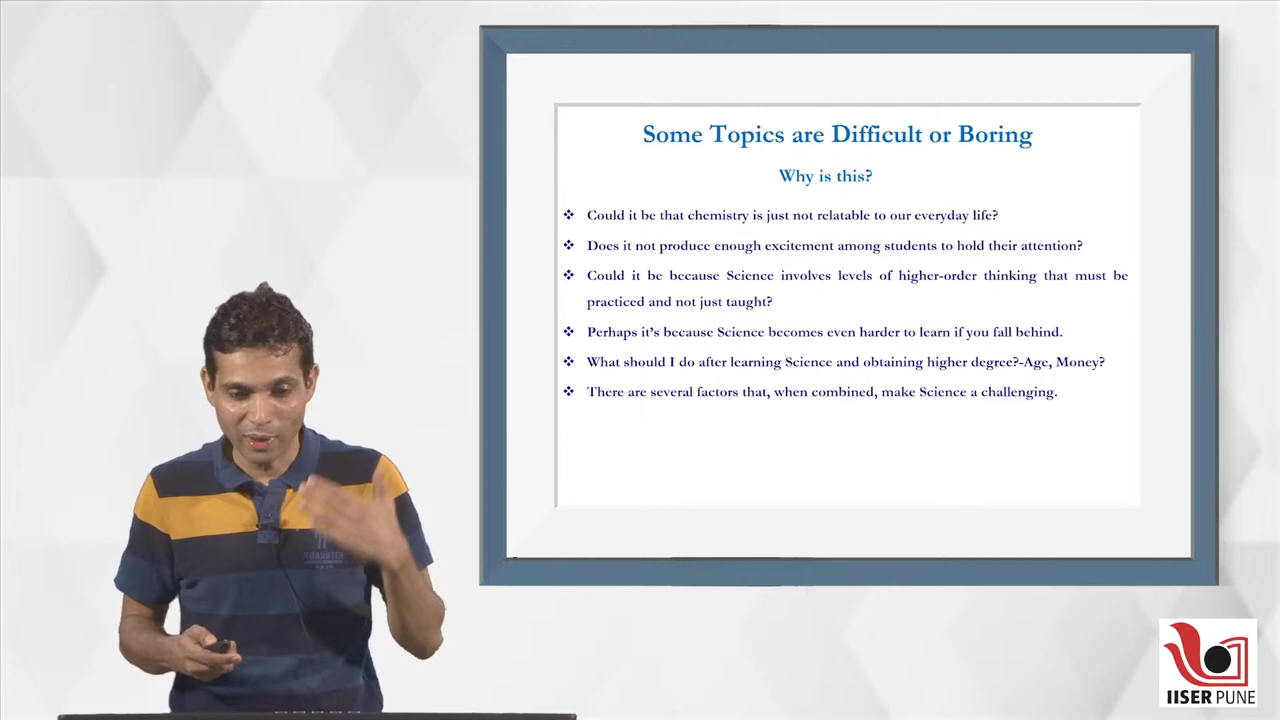 Some Topics are Difficult or Boring
Why is this?
❖ Could it be that chemistry is just not relatable to our everyday life?
❖ Does it not produce enough excitement among students to hold their attention?
❖ Could it be because Science involves levels of higher-order thinking that must be
practiced and not just taught?
❖ Perhaps it's because Science becomes even harder to learn if you fall behind.
❖ What should I do after learning Science and obtaining higher degree?-Age, Money?
❖ There are several factors that, when combined, make Science a challenging.
IISER PUNE